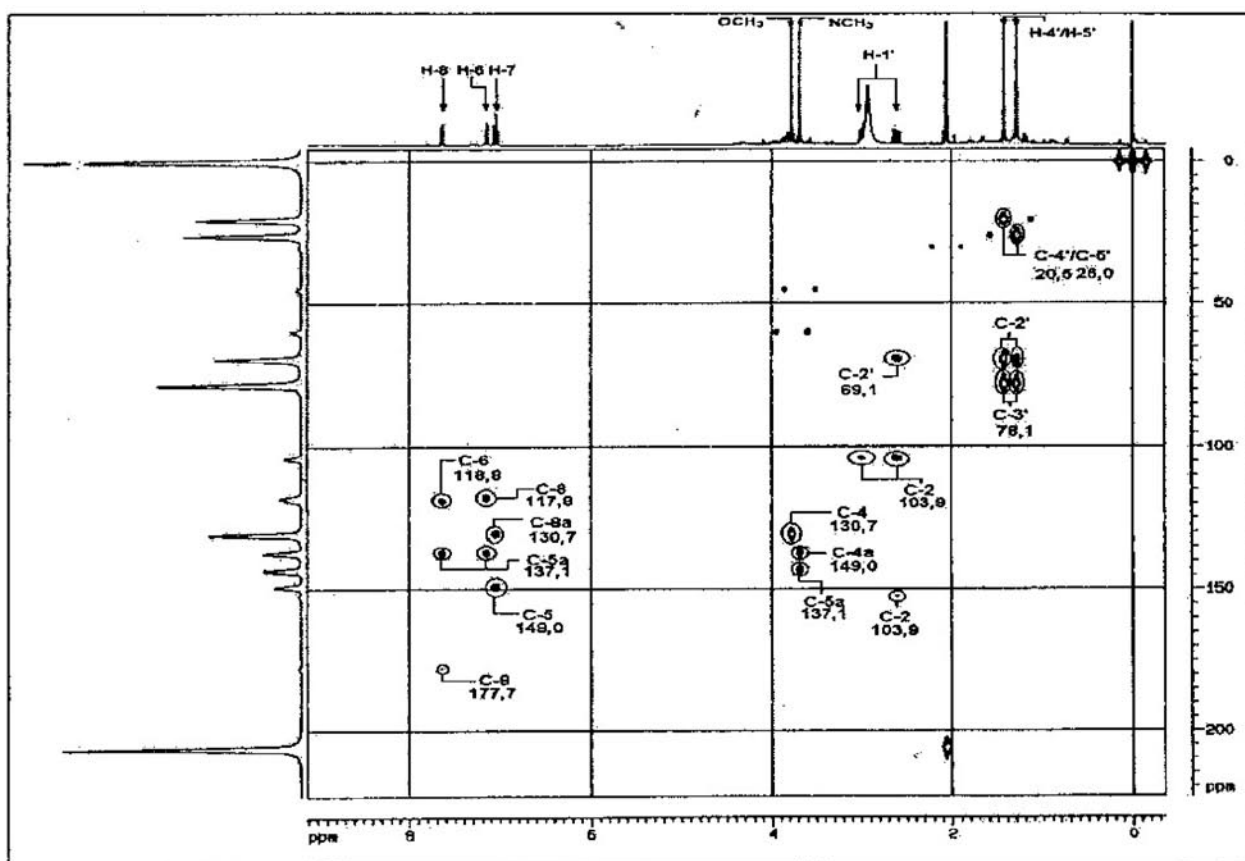 OCH3 NCH3
H-4'/H-5'
H-1'
H-8 H-6 H-7
0
C-4'/C-5'
20,5 26,0
50
C-2'
C-2'
69,1
C-3'
78,1
100
C-6
118,8
C-8
117,8
C-2
103,9
C-4
130,7
C-8a
130,7
C-4a
149,0
C-5a
137,1
C-5
149,0
C-5a
137,1
C-2
103,9
150
C-9
177,7
200
ppm
ppm 8 6 4 2 0